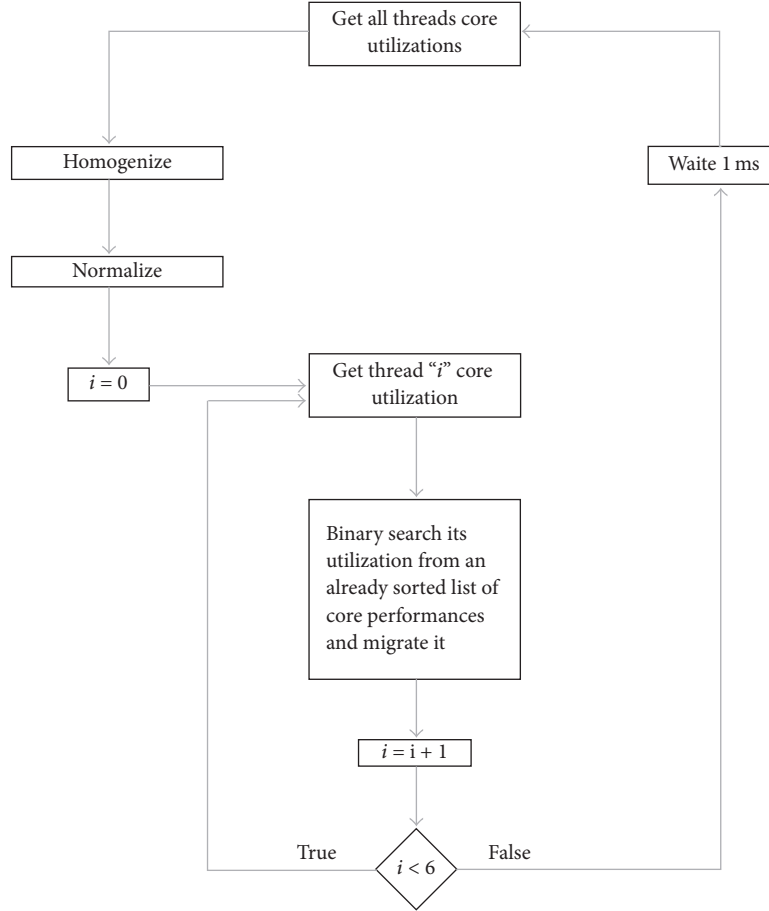 Get all threads core
utilizations
Homogenize
Waite 1 ms
Normalize
i = 0
Get thread “i” core
utilization
Binary search its
utilization from an
already sorted list of
core performances
and migrate it
i = i + 1
True
i < 6
False